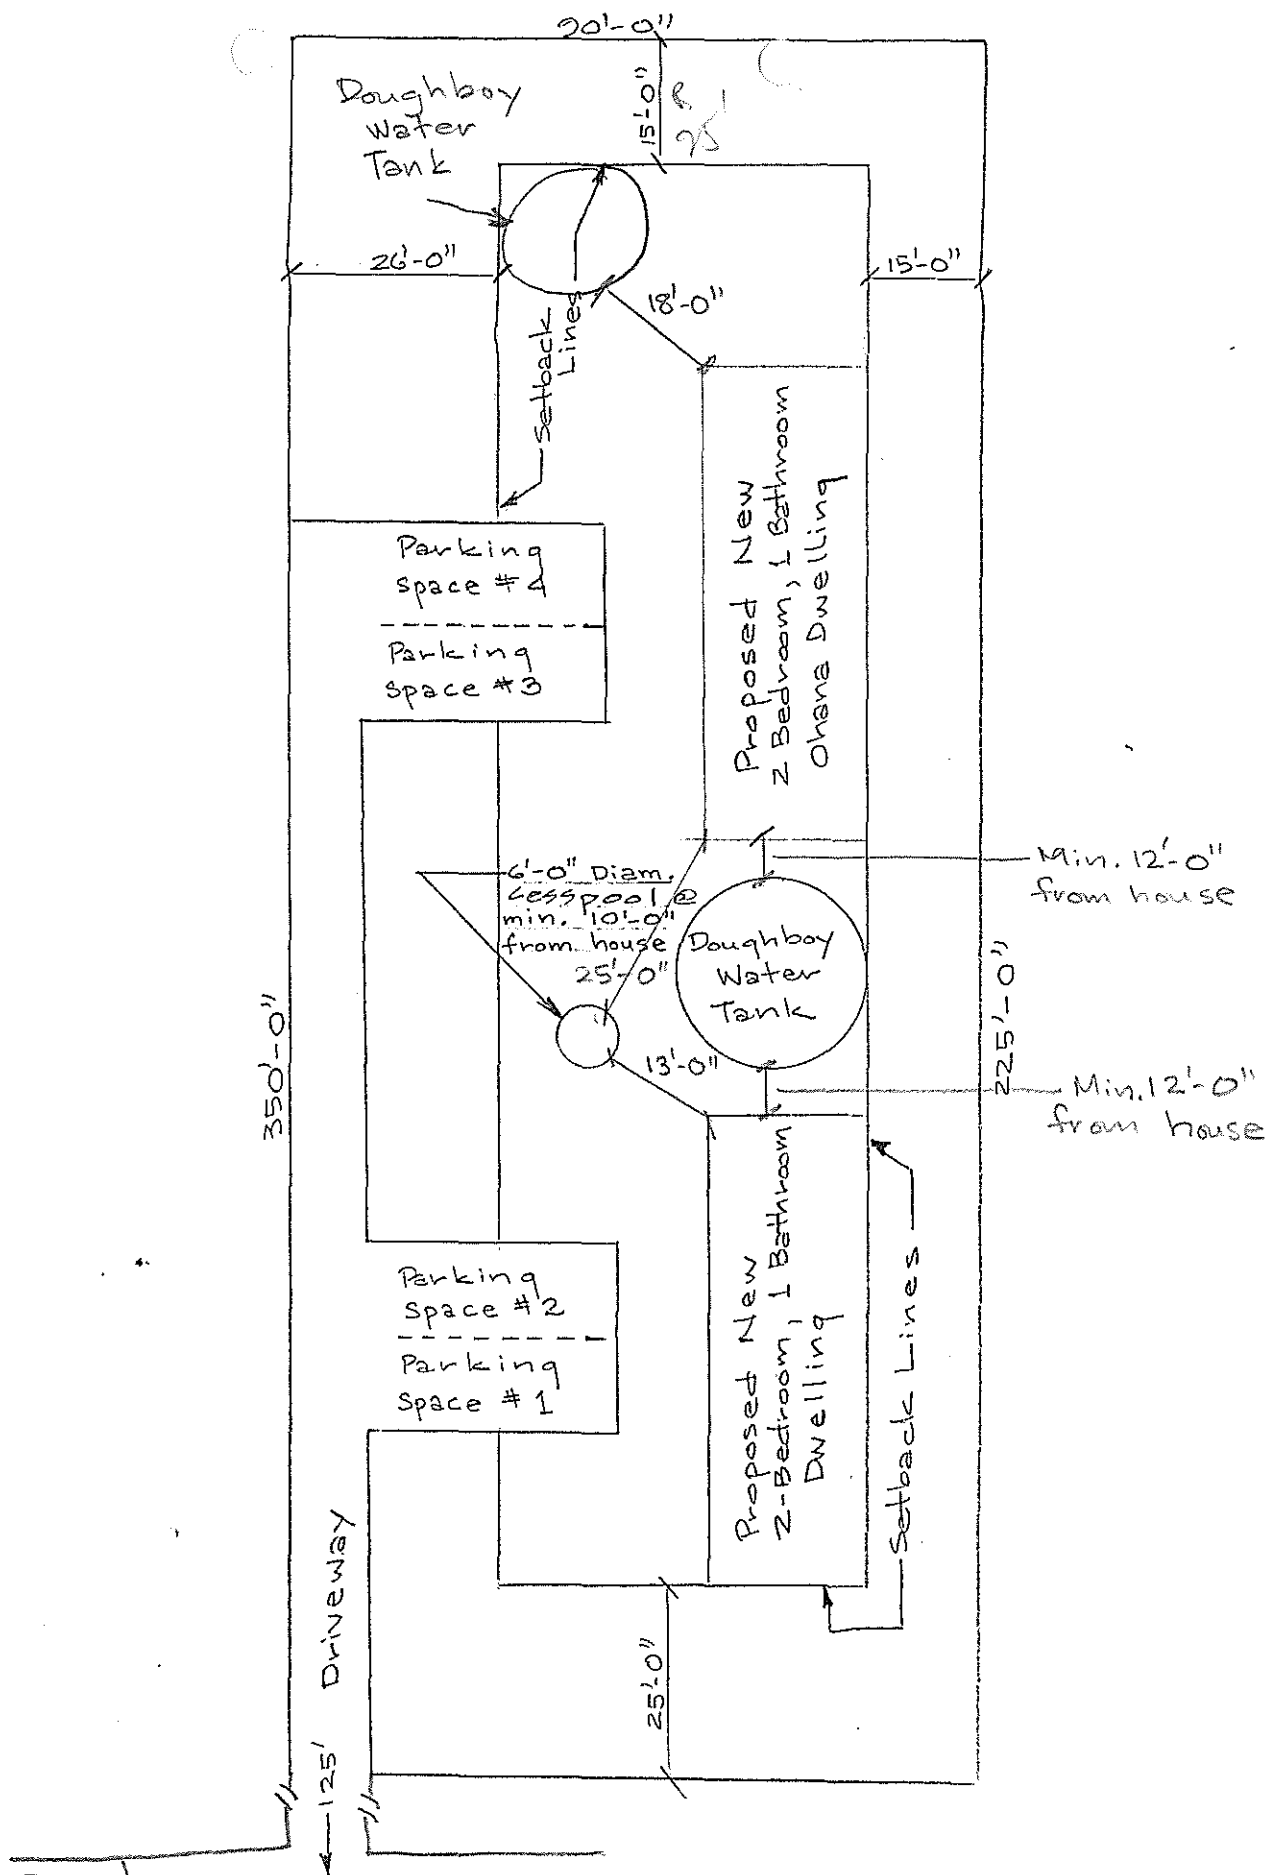 20'-0"
15'-0"
Doughboy
Water
Tank
26'-0"
15'-0"
18'-0"
Setback
Lines
Parking
space #4
Parking
space #3
Proposed New
2 Bedroom, 1 Bathroom
Ohana Dwelling
6'-0" Diam.
Cesspool @
min. 10'-0"
from house
25'-0"
Doughboy
Water
Tank
Min. 12'-0"
from house
13'-0"
350'-0"
225'-0"
Min. 12'-0"
from house
Parking
space #2
Parking
space #1
Proposed New
2-Bedroom, 1 Bathroom
Dwelling
Setback Lines
Driveway
125'
25'-0"